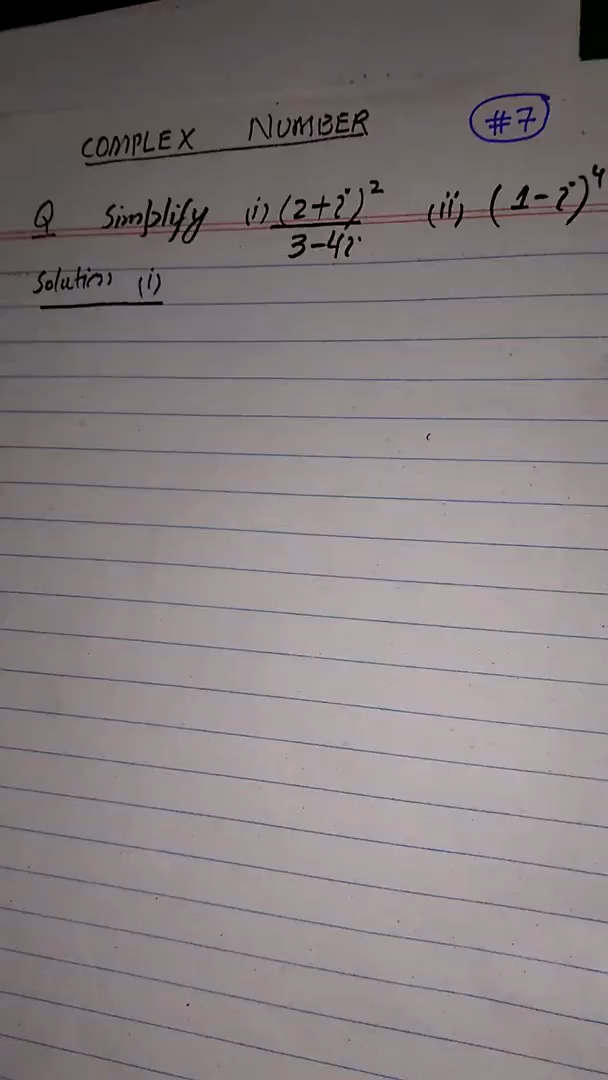 COMPLEX NUMBER #7
Q Simplify (i) (2+i)²/3-4i (ii) (1-i)⁴
Solution (i)